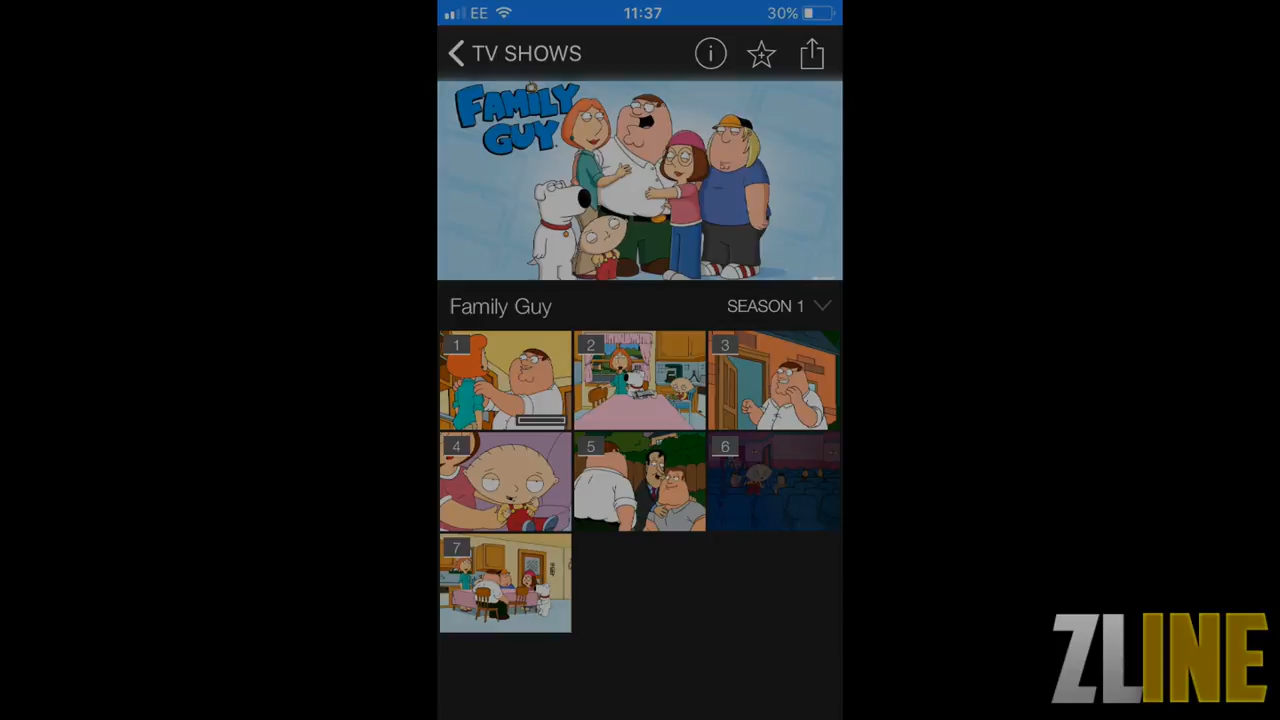 EE 11:37 30%
TV SHOWS
FAMILY
GUY
Family Guy SEASON 1
1 2 3
4 5 6
7
ZLINE